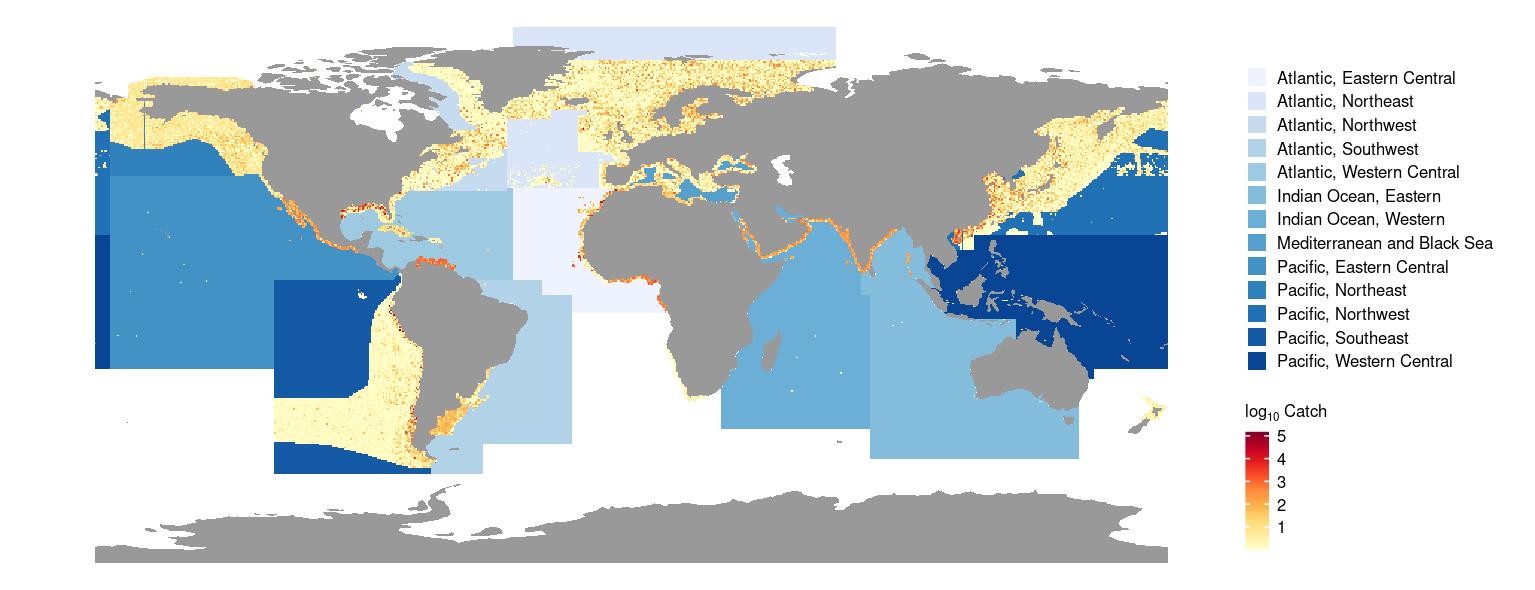 Atlantic, Eastern Central
Atlantic, Northeast
Atlantic, Northwest
Atlantic, Southwest
Atlantic, Western Central
Indian Ocean, Eastern
Indian Ocean, Western
Mediterranean and Black Sea
Pacific, Eastern Central
Pacific, Northeast
Pacific, Northwest
Pacific, Southeast
Pacific, Western Central
log₁₀ Catch
5
4
3
2
1